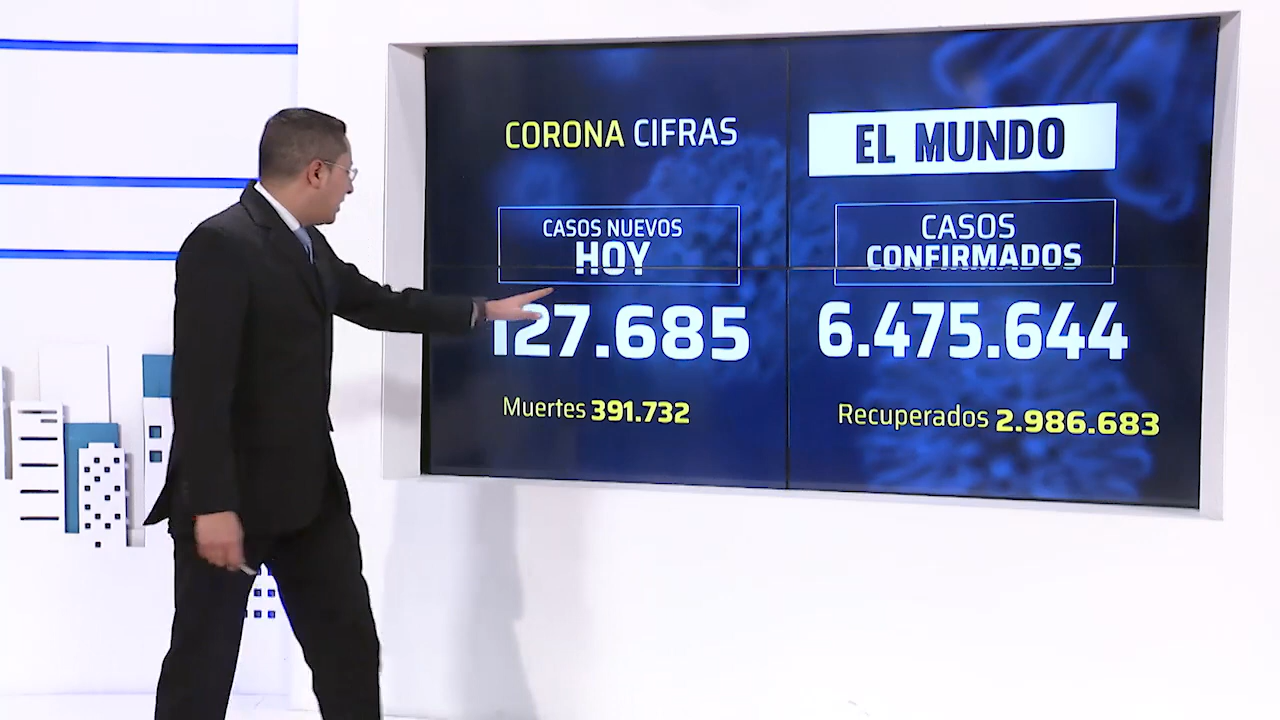 CORONA CIFRAS
EL MUNDO
CASOS NUEVOS
HOY
127.685
Muertes 391.732
CASOS
CONFIRMADOS
6.475.644
Recuperados 2.986.683